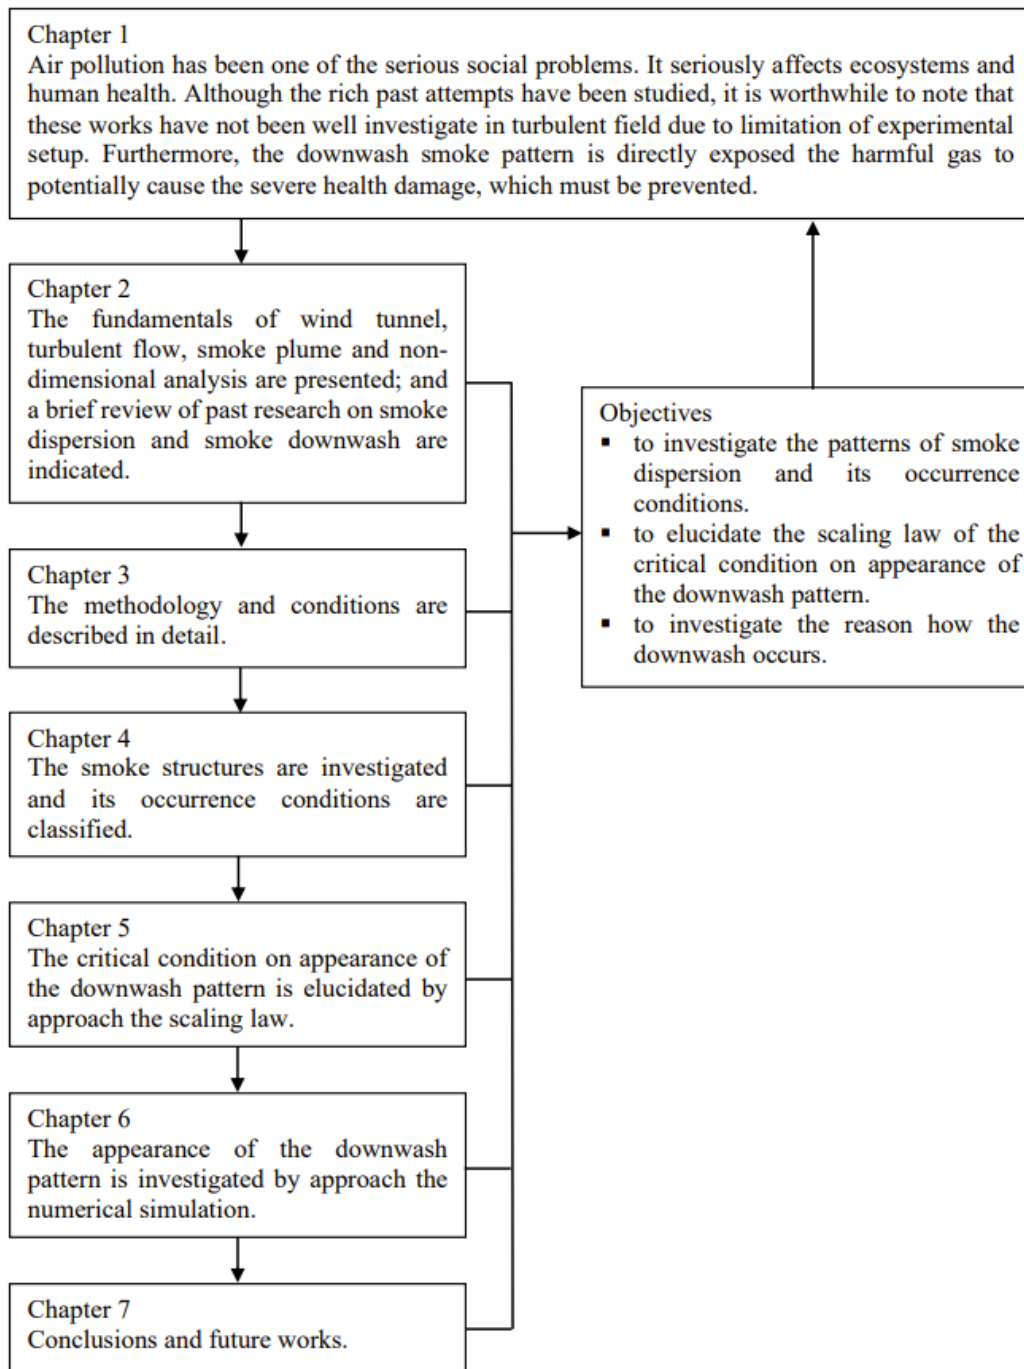 Chapter 1
Air pollution has been one of the serious social problems. It seriously affects ecosystems and
human health. Although the rich past attempts have been studied, it is worthwhile to note that
these works have not been well investigate in turbulent field due to limitation of experimental
setup. Furthermore, the downwash smoke pattern is directly exposed the harmful gas to
potentially cause the severe health damage, which must be prevented.
Chapter 2
The fundamentals of wind tunnel,
turbulent flow, smoke plume and non-
dimensional analysis are presented; and
a brief review of past research on smoke
dispersion and smoke downwash are
indicated.
Objectives
▪ to investigate the patterns of smoke
dispersion and its occurrence
conditions.
▪ to elucidate the scaling law of the
critical condition on appearance of
the downwash pattern.
▪ to investigate the reason how the
downwash occurs.
Chapter 3
The methodology and conditions are
described in detail.
Chapter 4
The smoke structures are investigated
and its occurrence conditions are
classified.
Chapter 5
The critical condition on appearance of
the downwash pattern is elucidated by
approach the scaling law.
Chapter 6
The appearance of the downwash
pattern is investigated by approach the
numerical simulation.
Chapter 7
Conclusions and future works.